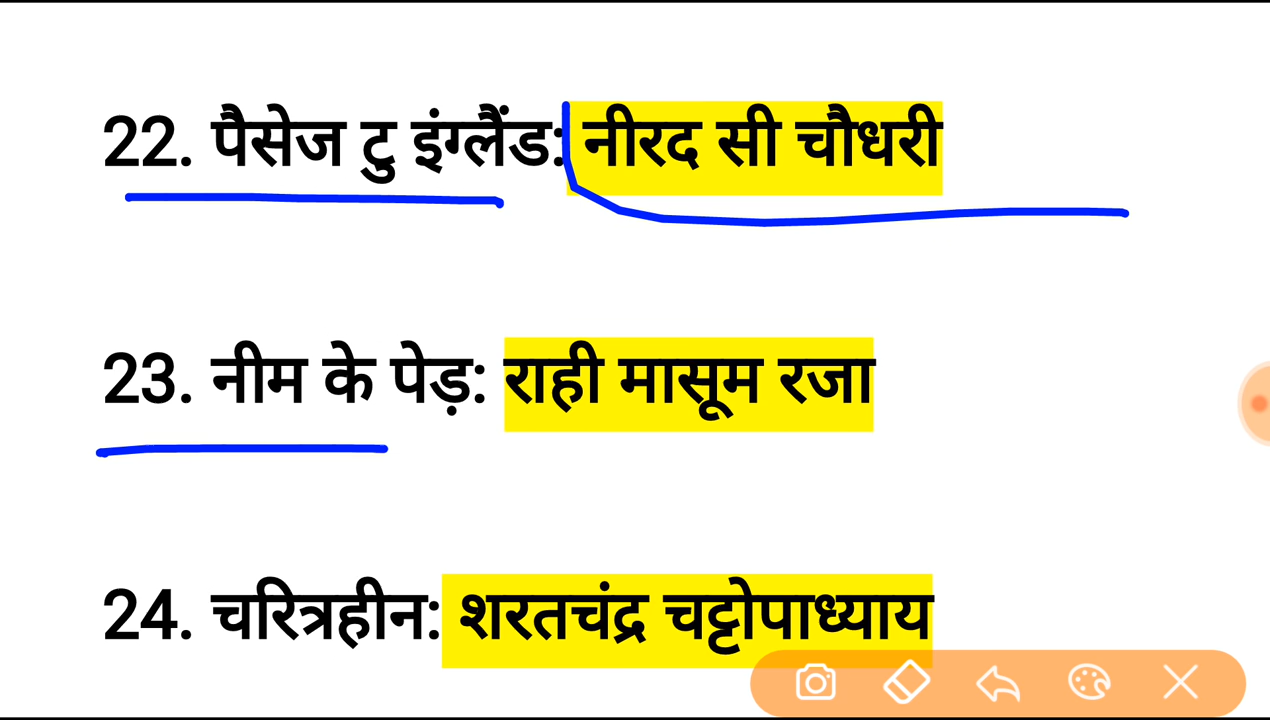 22. पैसेज टु इंग्लैंड: नीरद सी चौधरी
23. नीम के पेड़: राही मासूम रजा
24. चरित्रहीन: शरतचंद्र चट्टोपाध्याय